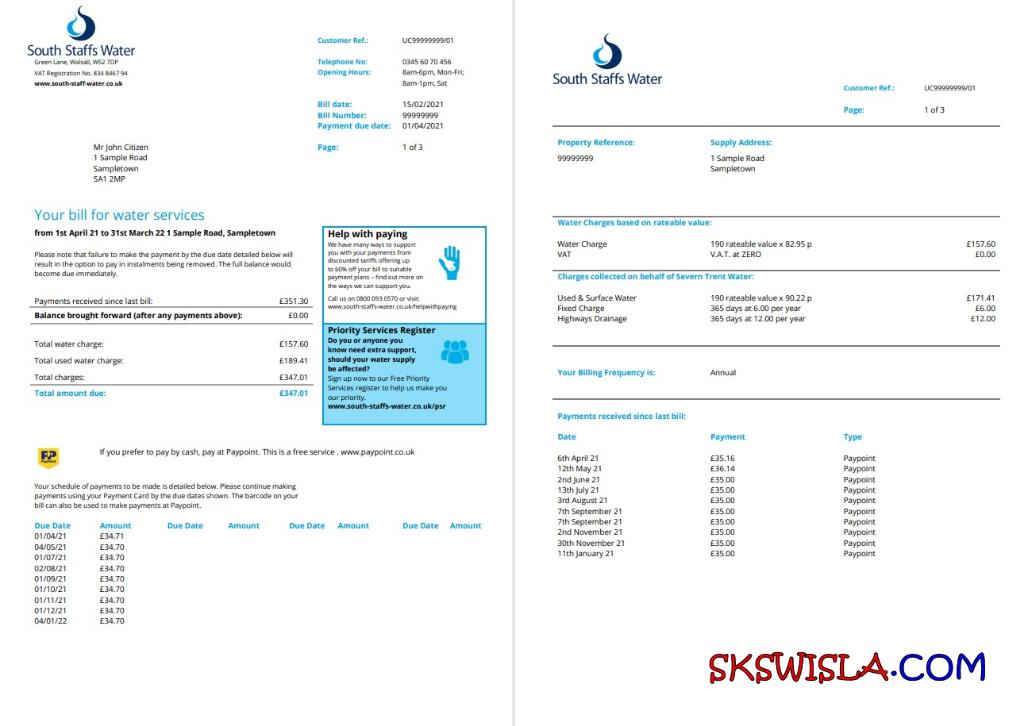 South Staffs Water
Green Lane, Walsall, WS2 7DP
VAT Registration No. 834 8467 94
www.south-staff-water.co.uk
Customer Ref.: UC99999999/01
Telephone No: 0345 60 70 456
Opening Hours: 8am-6pm, Mon-Fri;
8am-1pm, Sat
Bill date: 15/02/2021
Bill Number: 99999999
Payment due date: 01/04/2021
Page: 1 of 3
Mr John Citizen
1 Sample Road
Sampletown
SA1 2MP
Your bill for water services
from 1st April 21 to 31st March 22 1 Sample Road, Sampletown
Please note that failure to make the payment by the due date detailed below will
result in the option to pay in instalments being removed. The full balance would
become due immediately.
Payments received since last bill: £351.30
Balance brought forward (after any payments above): £0.00
Total water charge: £157.60
Total used water charge: £189.41
Total charges: £347.01
Total amount due: £347.01
Help with paying
We have many ways to support
you with your payments from
discounted tariffs offering up
to 60% off your bill to suitable
payment plans – find out more on
the ways we can support you.
Call us on 0800 093 0570 or visit:
www.south-staffs-water.co.uk/helpwithpaying
Priority Services Register
Do you or anyone you
know need extra support,
should your water supply
be affected?
Sign up now to our Free Priority
Services register to help us make you
our priority.
www.south-staffs-water.co.uk/psr
PayPoint
If you prefer to pay by cash, pay at Paypoint. This is a free service . www.paypoint.co.uk
Your schedule of payments to be made is detailed below. Please continue making
payments using your Payment Card by the due dates shown. The barcode on your
bill can also be used to make payments at Paypoint.
Due Date Amount Due Date Amount Due Date Amount Due Date Amount
01/04/21 £34.71
04/05/21 £34.70
01/07/21 £34.70
02/08/21 £34.70
01/09/21 £34.70
01/10/21 £34.70
01/11/21 £34.70
01/12/21 £34.70
04/01/22 £34.70
South Staffs Water
Customer Ref.: UC99999999/01
Page: 1 of 3
Property Reference: Supply Address:
99999999 1 Sample Road
Sampletown
Water Charges based on rateable value:
Water Charge 190 rateable value x 82.95 p £157.60
VAT V.A.T. at ZERO £0.00
Charges collected on behalf of Severn Trent Water:
Used & Surface Water 190 rateable value x 90.22 p £171.41
Fixed Charge 365 days at 6.00 per year £6.00
Highways Drainage 365 days at 12.00 per year £12.00
Your Billing Frequency is: Annual
Payments received since last bill:
Date Payment Type
6th April 21 £35.16 Paypoint
12th May 21 £36.14 Paypoint
2nd June 21 £35.00 Paypoint
13th July 21 £35.00 Paypoint
3rd August 21 £35.00 Paypoint
7th September 21 £35.00 Paypoint
7th September 21 £35.00 Paypoint
2nd November 21 £35.00 Paypoint
30th November 21 £35.00 Paypoint
11th January 21 £35.00 Paypoint
SKSWISLA.COM